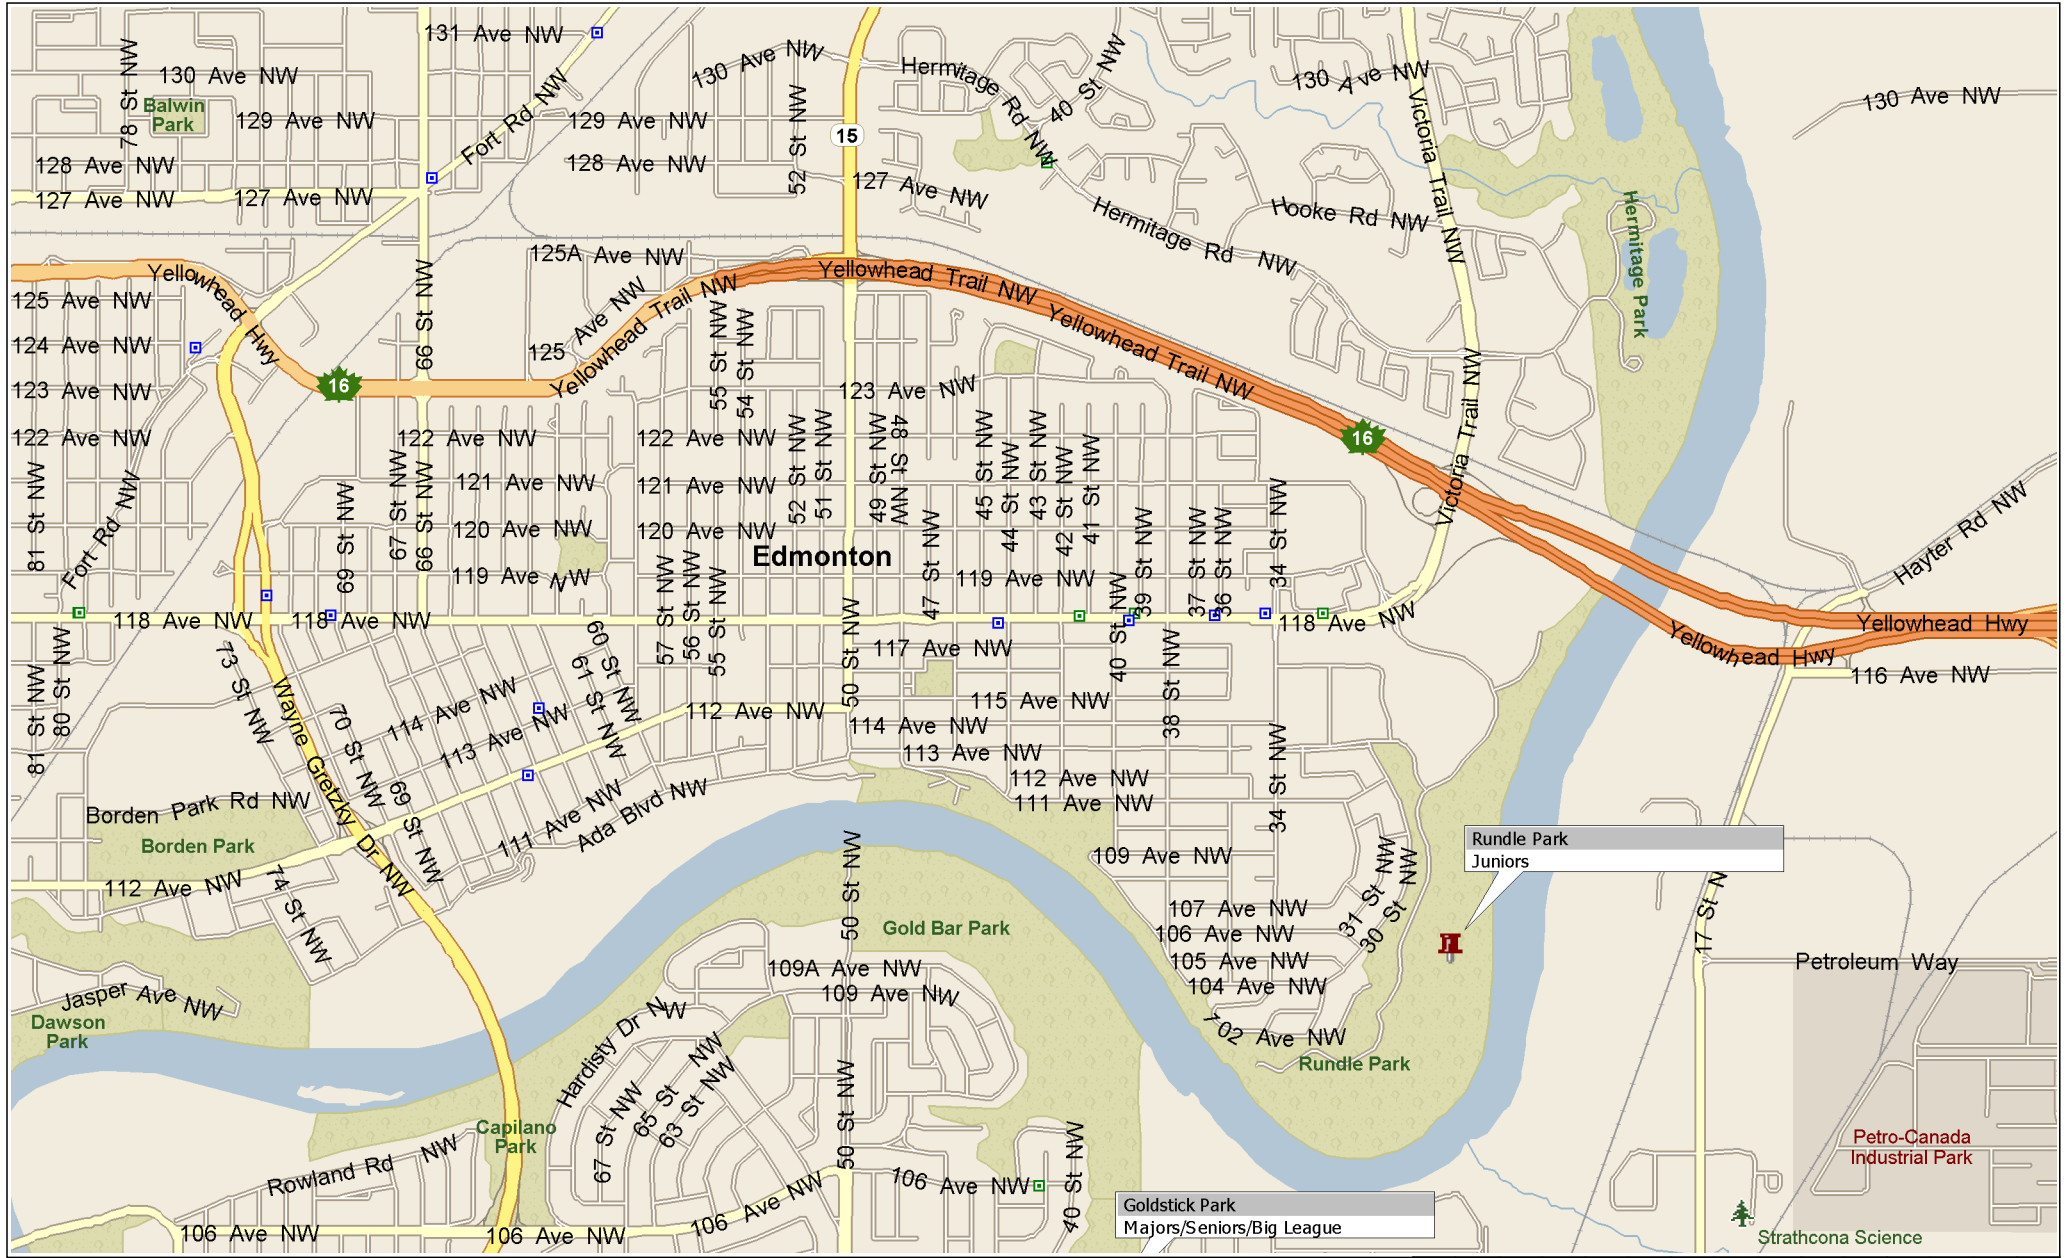 131 Ave NW
130 Ave NW
78 St NW
Balwin
Park
129 Ave NW
128 Ave NW
127 Ave NW
127 Ave NW
Fort Rd NW
130 Ave NW
129 Ave NW
128 Ave NW
52 St NW
15
127 Ave NW
Hermitage Rd NW
40 St NW
130 Ave NW
Victoria Trail NW
130 Ave NW
Hermitage Rd NW
Hooke Rd NW
Hermitage Park
Yellowhead Hwy
125 Ave NW
124 Ave NW
123 Ave NW
122 Ave NW
16
66 St NW
125A Ave NW
125 Ave NW
Yellowhead Trail NW
Yellowhead Trail NW
Yellowhead Trail NW
55 St NW
54 St NW
123 Ave NW
16
Victoria Trail NW
Victoria Trail NW
81 St NW
Fort Rd NW
69 St NW
67 St NW
66 St NW
122 Ave NW
121 Ave NW
120 Ave NW
119 Ave NW
122 Ave NW
121 Ave NW
120 Ave NW
52 St NW
51 St NW
49 St NW
48 St NW
47 St NW
45 St NW
44 St NW
43 St NW
42 St NW
41 St NW
39 St NW
37 St NW
36 St NW
34 St NW
Edmonton
119 Ave NW
57 St NW
56 St NW
55 St NW
118 Ave NW
118 Ave NW
118 Ave NW
Hayter Rd NW
Yellowhead Hwy
Yellowhead Hwy
116 Ave NW
81 St NW
80 St NW
73 St NW
Wayne Gretzky Dr NW
70 St NW
69 St NW
114 Ave NW
113 Ave NW
60 St NW
61 St NW
112 Ave NW
50 St NW
117 Ave NW
115 Ave NW
114 Ave NW
113 Ave NW
112 Ave NW
111 Ave NW
40 St NW
38 St NW
34 St NW
Borden Park Rd NW
Borden Park
112 Ave NW
74 St NW
111 Ave NW
Ada Blvd NW
50 St NW
109 Ave NW
31 St NW
30 St NW
Rundle Park
Juniors
17 St N
Gold Bar Park
107 Ave NW
106 Ave NW
105 Ave NW
104 Ave NW
102 Ave NW
Rundle Park
Petroleum Way
Jasper Ave NW
Dawson
Park
109A Ave NW
109 Ave NW
Hardisty Dr NW
67 St NW
65 St
63 St NW
50 St NW
Capilano
Park
Rowland Rd NW
106 Ave NW
106 Ave NW
106 Ave NW
106 Ave NW
40 St NW
Goldstick Park
Majors/Seniors/Big League
Petro-Canada
Industrial Park
Strathcona Science